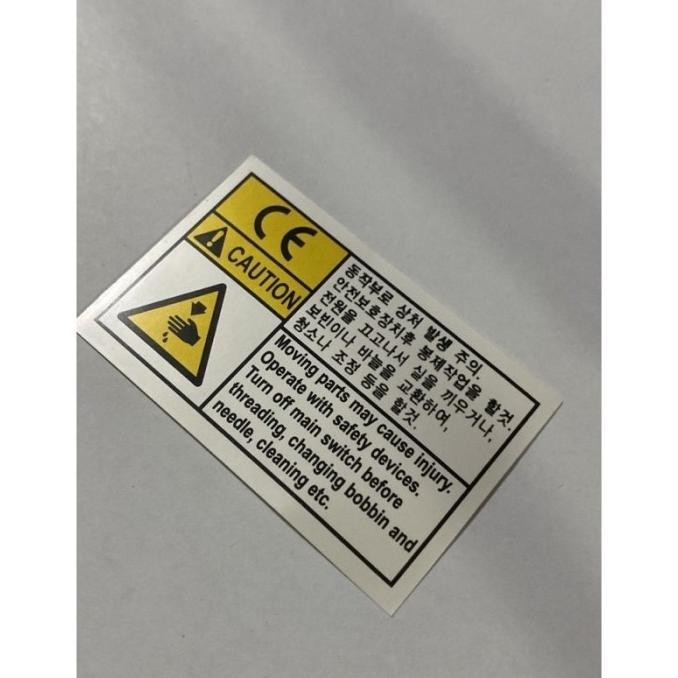 CE
CAUTION
동작부로 상처 발생 주의.
안전보호장치후 봉제작업을 할것.
전원을 끄고나서 실을 끼우거나,
보빈이나 바늘을 교환하여,
청소나 조정 등을 할것.
Moving parts may cause injury.
Operate with safety devices.
Turn off main switch before
threading, changing bobbin and
needle, cleaning etc.